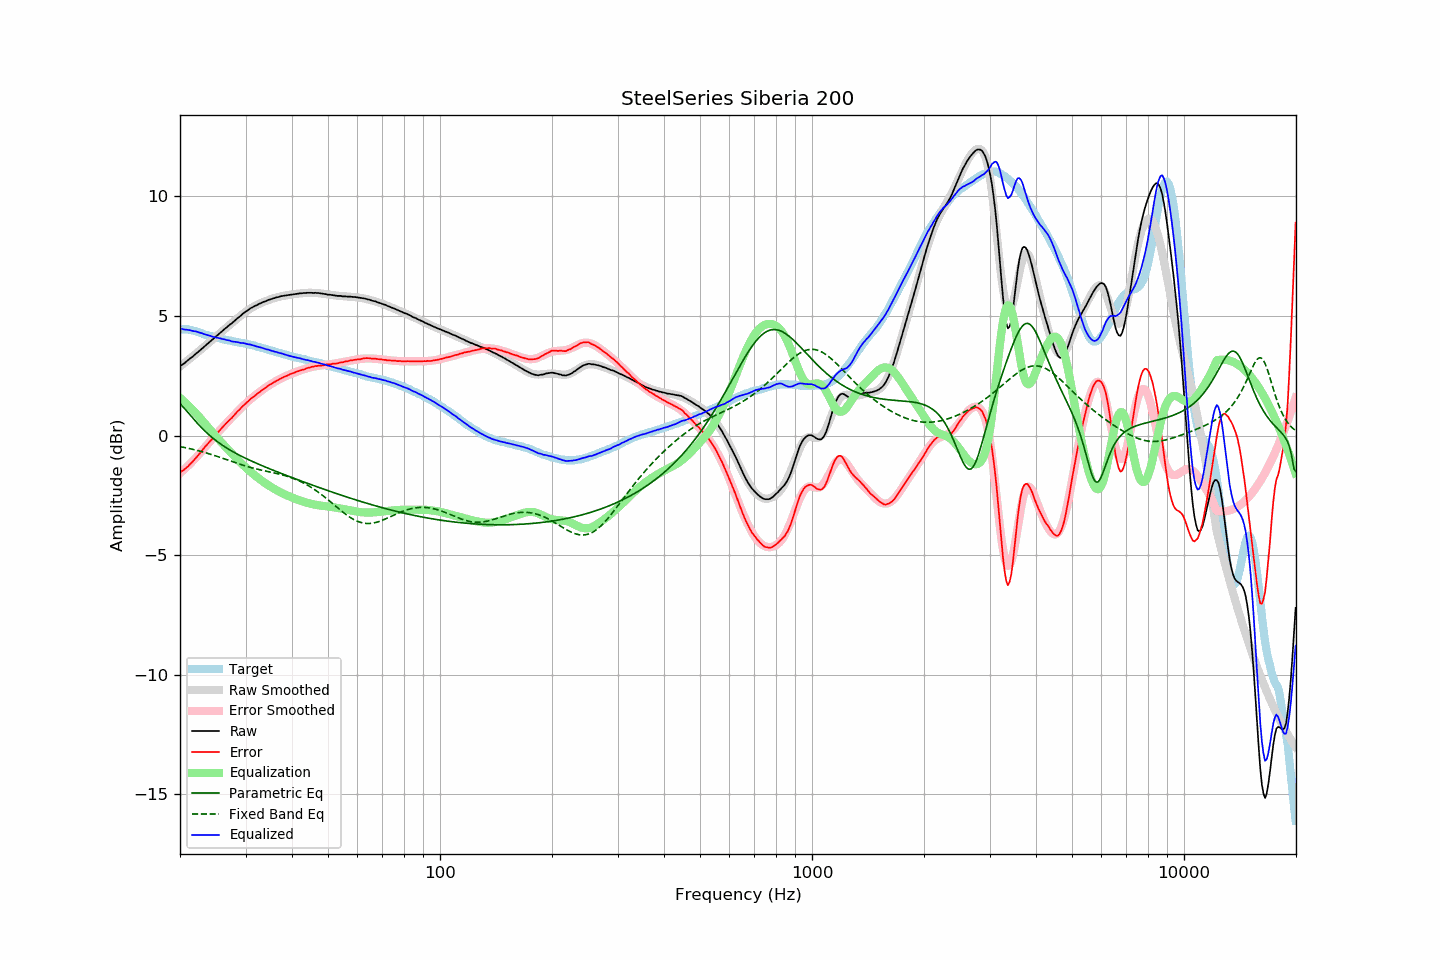 SteelSeries Siberia 200
Amplitude (dBr)
10
5
0
−5
−10
−15
Target
Raw Smoothed
Error Smoothed
Raw
Error
Equalization
Parametric Eq
Fixed Band Eq
Equalized
100
1000
10000
Frequency (Hz)